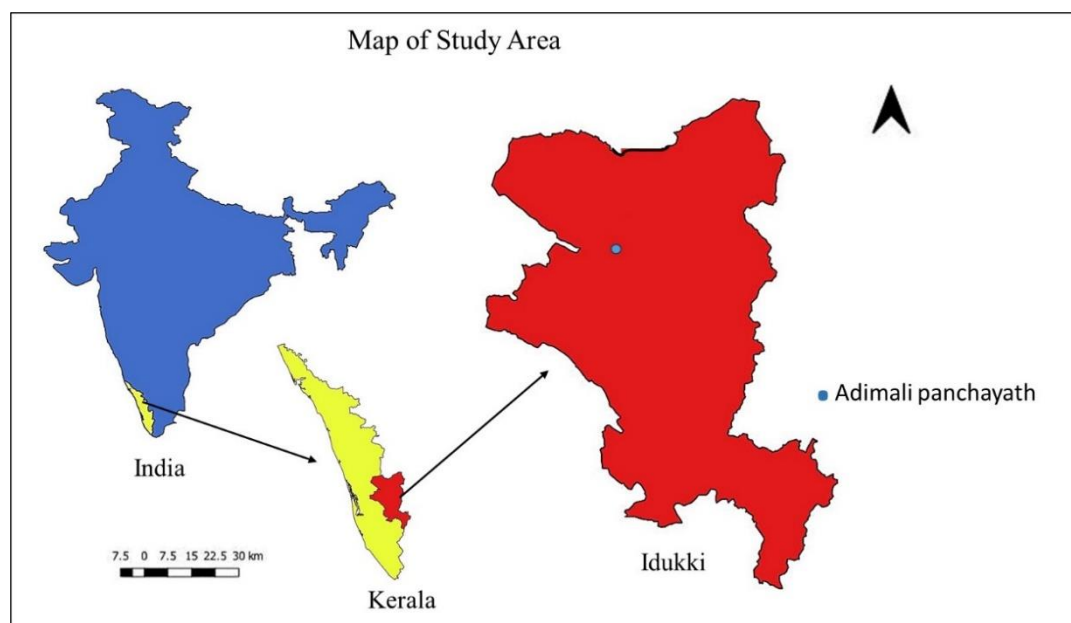 Map of Study Area
Adimali panchayath
India
7.5 0 7.5 15 22.5 30 km
Idukki
Kerala